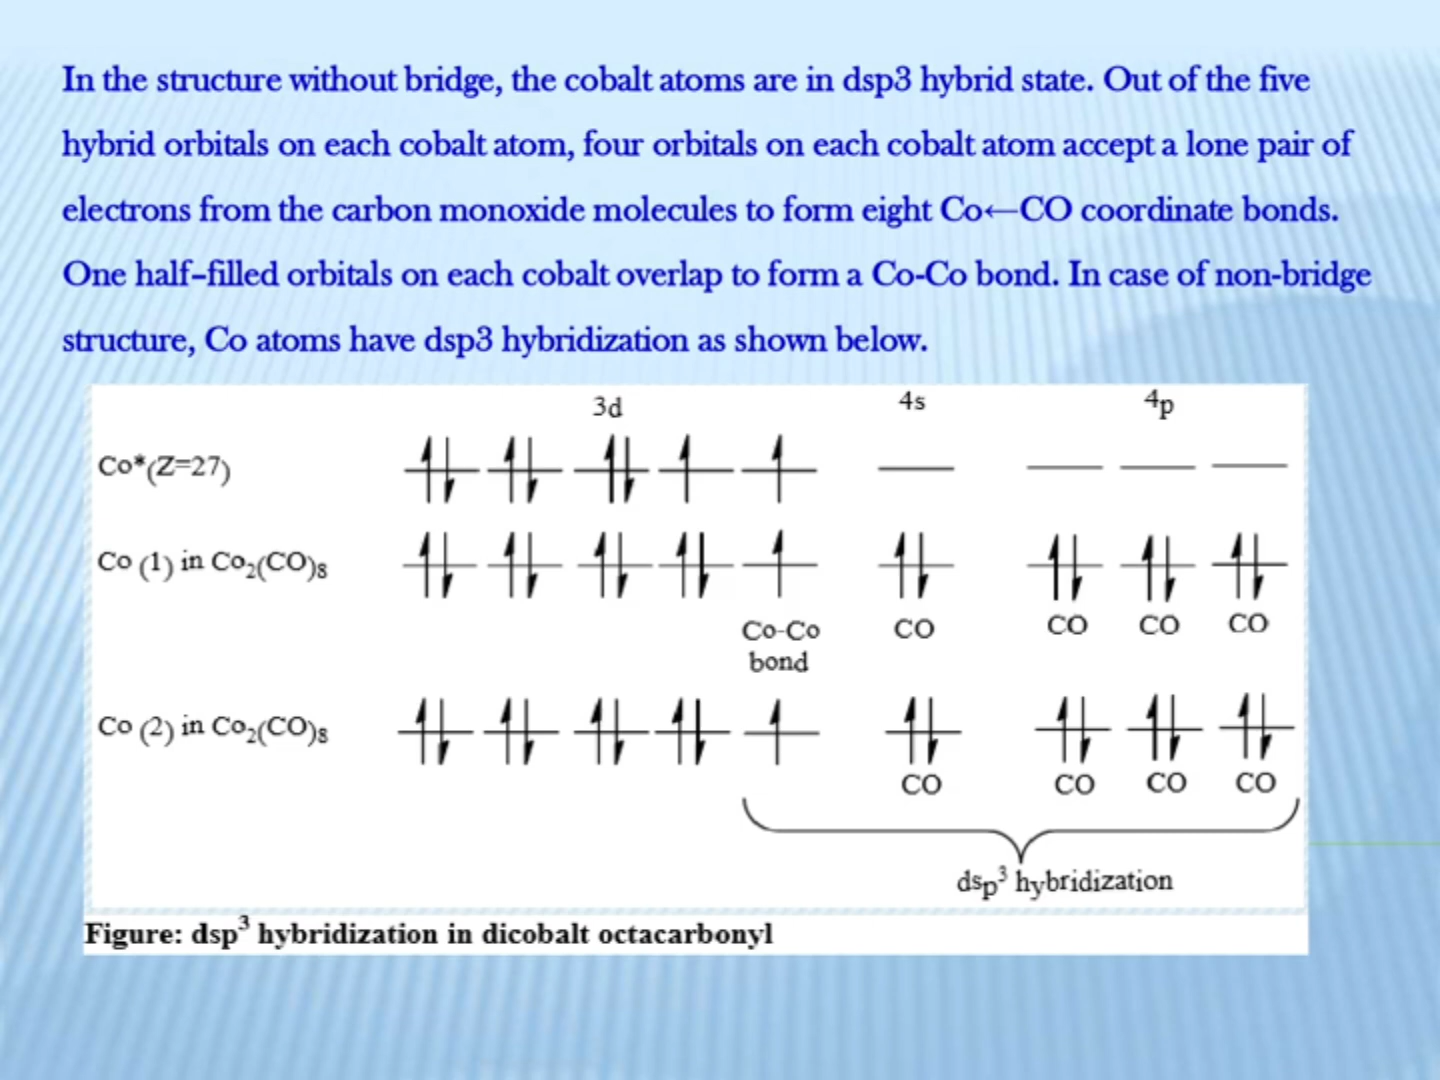 In the structure without bridge, the cobalt atoms are in dsp3 hybrid state. Out of the five
hybrid orbitals on each cobalt atom, four orbitals on each cobalt atom accept a lone pair of
electrons from the carbon monoxide molecules to form eight Co←CO coordinate bonds.
One half-filled orbitals on each cobalt overlap to form a Co-Co bond. In case of non-bridge
structure, Co atoms have dsp3 hybridization as shown below.
3d 4s 4p
Co*(Z=27)
Co (1) in Co₂(CO)₈
Co-Co CO CO CO CO
bond
Co (2) in Co₂(CO)₈
CO CO CO CO
dsp³ hybridization
Figure: dsp³ hybridization in dicobalt octacarbonyl